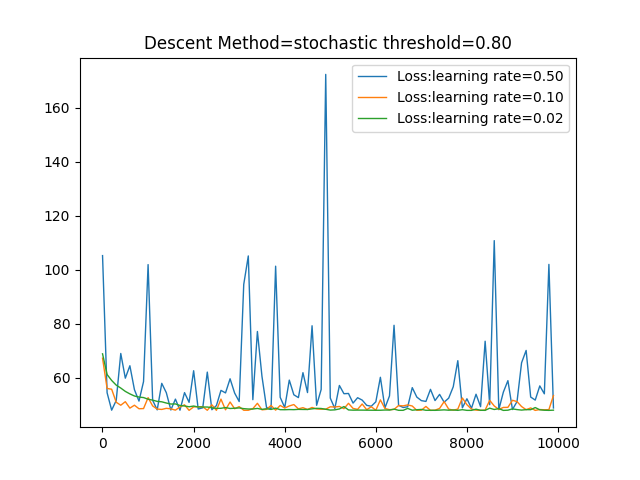 Descent Method=stochastic threshold=0.80
Loss:learning rate=0.50
Loss:learning rate=0.10
Loss:learning rate=0.02
160
140
120
100
80
60
0 2000 4000 6000 8000 10000